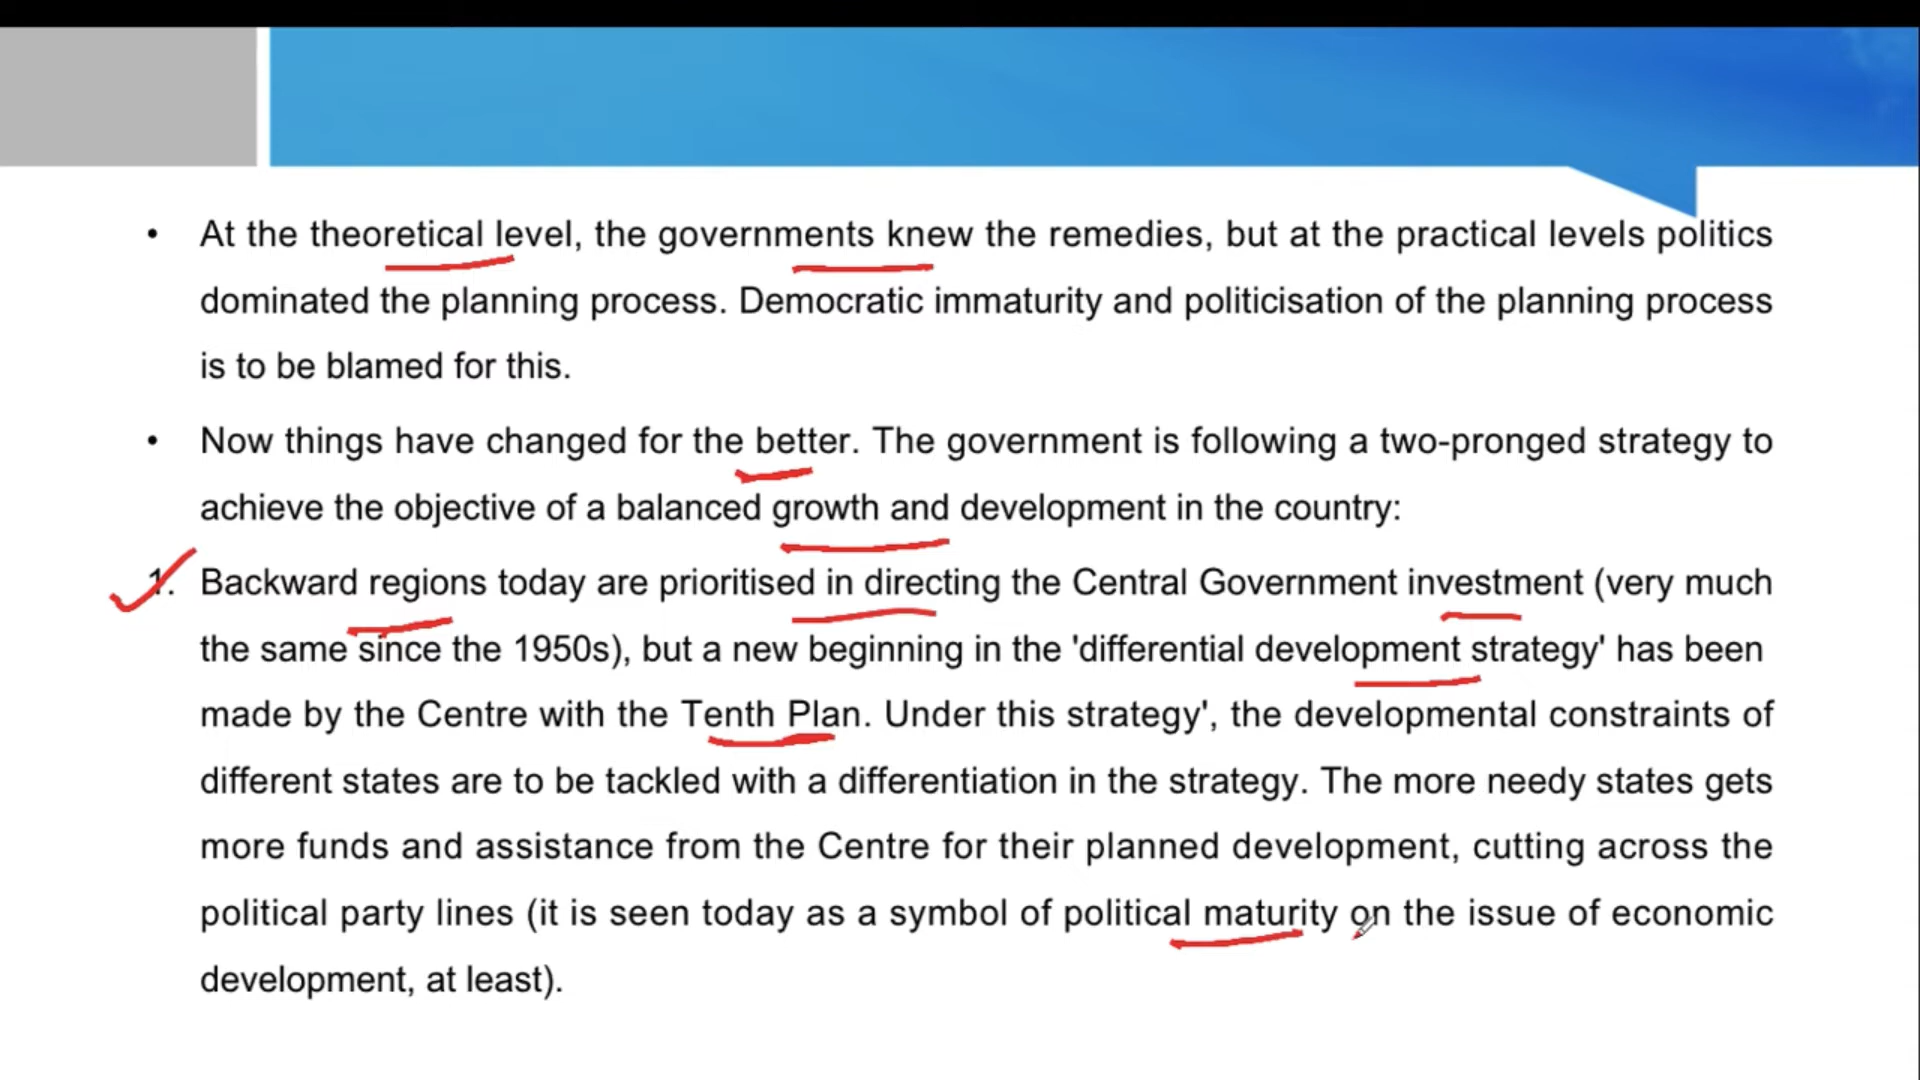 • At the theoretical level, the governments knew the remedies, but at the practical levels politics
dominated the planning process. Democratic immaturity and politicisation of the planning process
is to be blamed for this.
• Now things have changed for the better. The government is following a two-pronged strategy to
achieve the objective of a balanced growth and development in the country:
1. Backward regions today are prioritised in directing the Central Government investment (very much
the same since the 1950s), but a new beginning in the 'differential development strategy' has been
made by the Centre with the Tenth Plan. Under this strategy', the developmental constraints of
different states are to be tackled with a differentiation in the strategy. The more needy states gets
more funds and assistance from the Centre for their planned development, cutting across the
political party lines (it is seen today as a symbol of political maturity on the issue of economic
development, at least).